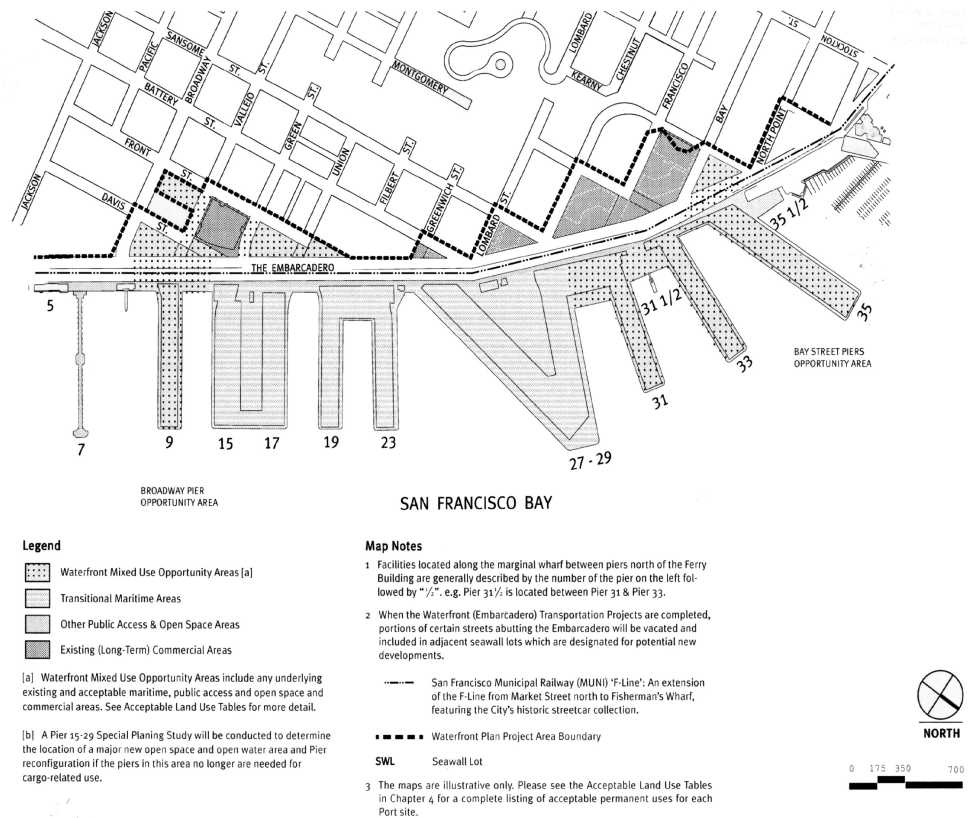 JACKSON
PACIFIC
SANSOME
ST.
BROADWAY
ST.
BATTERY
ST.
VALLEJO
GREEN
ST.
FRONT
ST.
UNION
FILBERT
ST.
GREENWICH ST.
MONTGOMERY
LOMBARD
ST.
LOMBARD
KEARNY
CHESTNUT
FRANCISCO
BAY
NORTH POINT
ST.
STOCKTON
JACKSON
DAVIS
ST.
THE EMBARCADERO
5
7
9
15
17
19
23
27 - 29
31
31 1/2
33
35
35 1/2
BAY STREET PIERS
OPPORTUNITY AREA
BROADWAY PIER
OPPORTUNITY AREA
SAN FRANCISCO BAY
Legend
Waterfront Mixed Use Opportunity Areas [a]
Transitional Maritime Areas
Other Public Access & Open Space Areas
Existing (Long-Term) Commercial Areas
[a] Waterfront Mixed Use Opportunity Areas include any underlying
existing and acceptable maritime, public access and open space and
commercial areas. See Acceptable Land Use Tables for more detail.
[b] A Pier 15-29 Special Planing Study will be conducted to determine
the location of a major new open space and open water area and Pier
reconfiguration if the piers in this area no longer are needed for
cargo-related use.
Map Notes
1 Facilities located along the marginal wharf between piers north of the Ferry
Building are generally described by the number of the pier on the left fol-
lowed by "½". e.g. Pier 31½ is located between Pier 31 & Pier 33.
2 When the Waterfront (Embarcadero) Transportation Projects are completed,
portions of certain streets abutting the Embarcadero will be vacated and
included in adjacent seawall lots which are designated for potential new
developments.
San Francisco Municipal Railway (MUNI) 'F-Line': An extension
of the F-Line from Market Street north to Fisherman's Wharf,
featuring the City's historic streetcar collection.
Waterfront Plan Project Area Boundary
SWL Seawall Lot
3 The maps are illustrative only. Please see the Acceptable Land Use Tables
in Chapter 4 for a complete listing of acceptable permanent uses for each
Port site.
NORTH
0 175 350 700